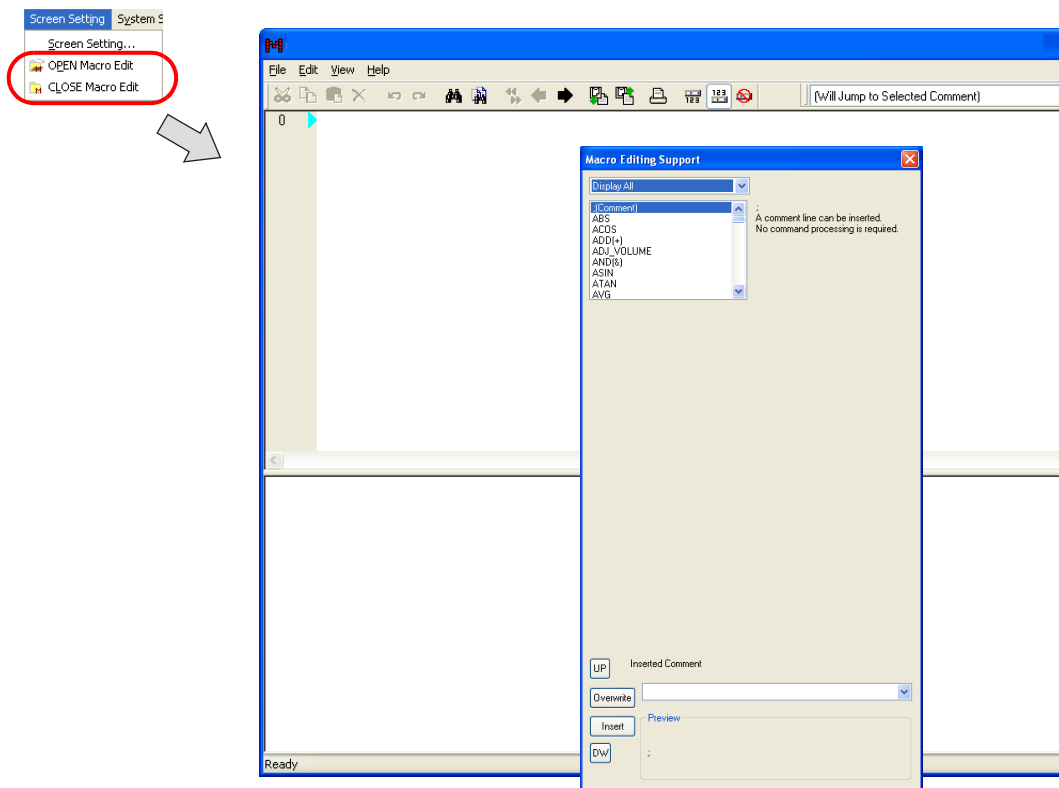 Screen Setting System S
Screen Setting...
OPEN Macro Edit
CLOSE Macro Edit
File Edit View Help
(Will Jump to Selected Comment)
0
Macro Editing Support
Display All
;(Comment)
ABS
ACOS
ADD(+)
ADJ_VOLUME
AND(&)
ASIN
ATAN
AVG
;
A comment line can be inserted.
No command processing is required.
UP
Inserted Comment
Overwrite
Insert
Preview
DW
;
Ready